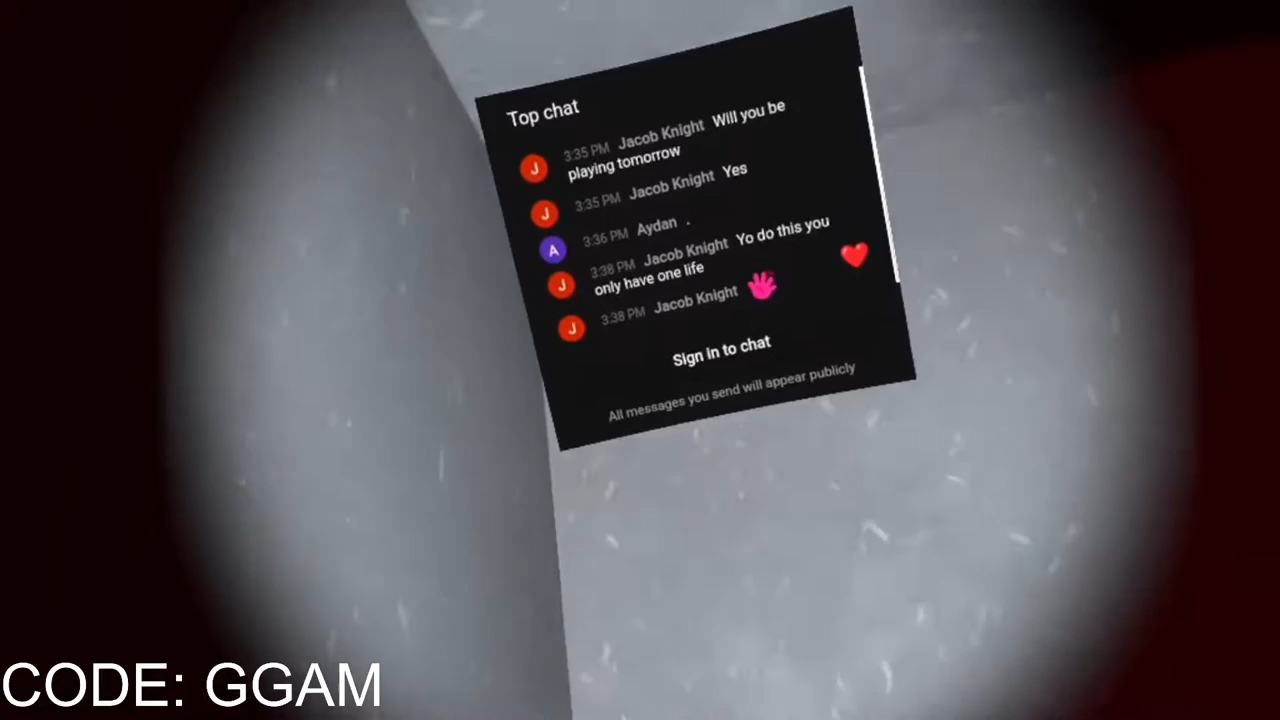 Top chat
J 3:35 PM Jacob Knight Will you be
playing tomorrow
J 3:35 PM Jacob Knight Yes
A 3:36 PM Aydan .
J 3:38 PM Jacob Knight Yo do this you
only have one life
J 3:38 PM Jacob Knight
Sign in to chat
All messages you send will appear publicly
CODE: GGAM